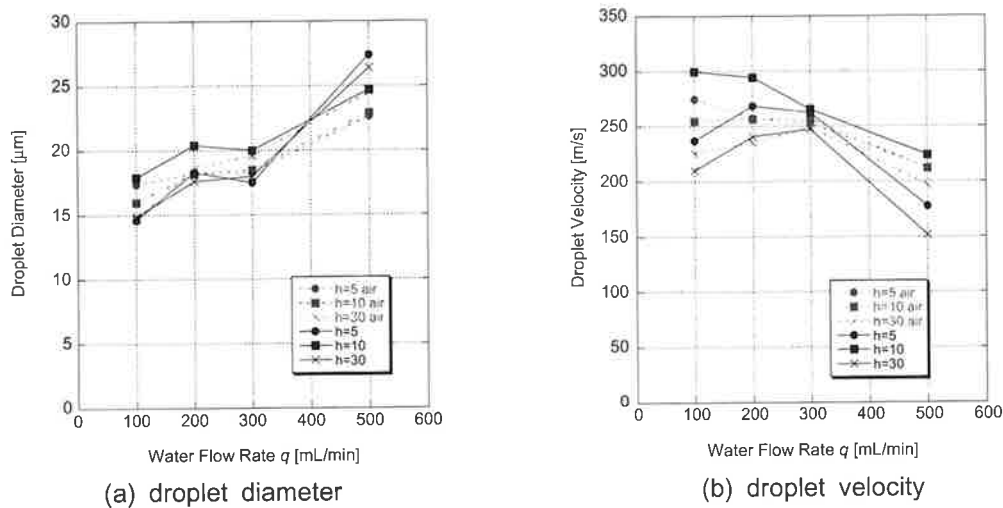 30
25
20
15
10
5
0
0 100 200 300 400 500 600
Droplet Diameter [µm]
h=5 air
h=10 air
h=30 air
h=5
h=10
h=30
Water Flow Rate q [mL/min]
(a) droplet diameter
350
300
250
200
150
100
50
0
0 100 200 300 400 500 600
Droplet Velocity [m/s]
h=5 air
h=10 air
h=30 air
h=5
h=10
h=30
Water Flow Rate q [mL/min]
(b) droplet velocity